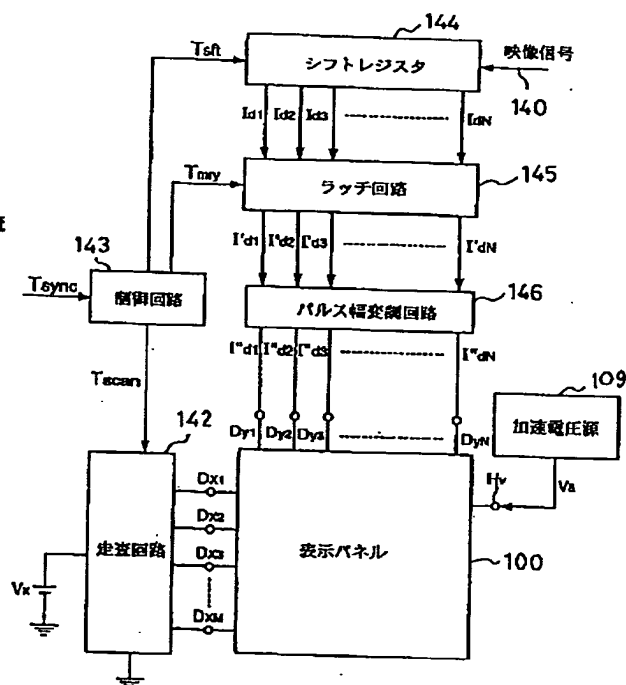 144
Tsft
シフトレジスタ
映像信号
140
Id1 Id2 Id3 IdN
Tmry
ラッチ回路
145
143
I'd1 I'd2 I'd3 I'dN
Tsync
制御回路
パルス幅変調回路
146
I"d1 I"d2 I"d3 I"dN
Tscan
109
加速電圧源
142
Dy1 Dy2 Dy3 DyN
Hv
Va
走査回路
Dx1
Dx2
Dx3
DxM
表示パネル
100
Vx